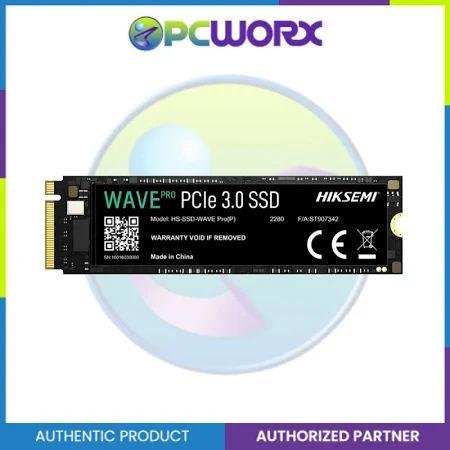 PCWORX
WAVE PRO PCIe 3.0 SSD
HIKSEMI
Model: HS-SSD-WAVE Pro(P) 2280 F/A:ST907342
WARRANTY VOID IF REMOVED
CE
SN:10016030000
Made in China
AUTHENTIC PRODUCT
AUTHORIZED PARTNER